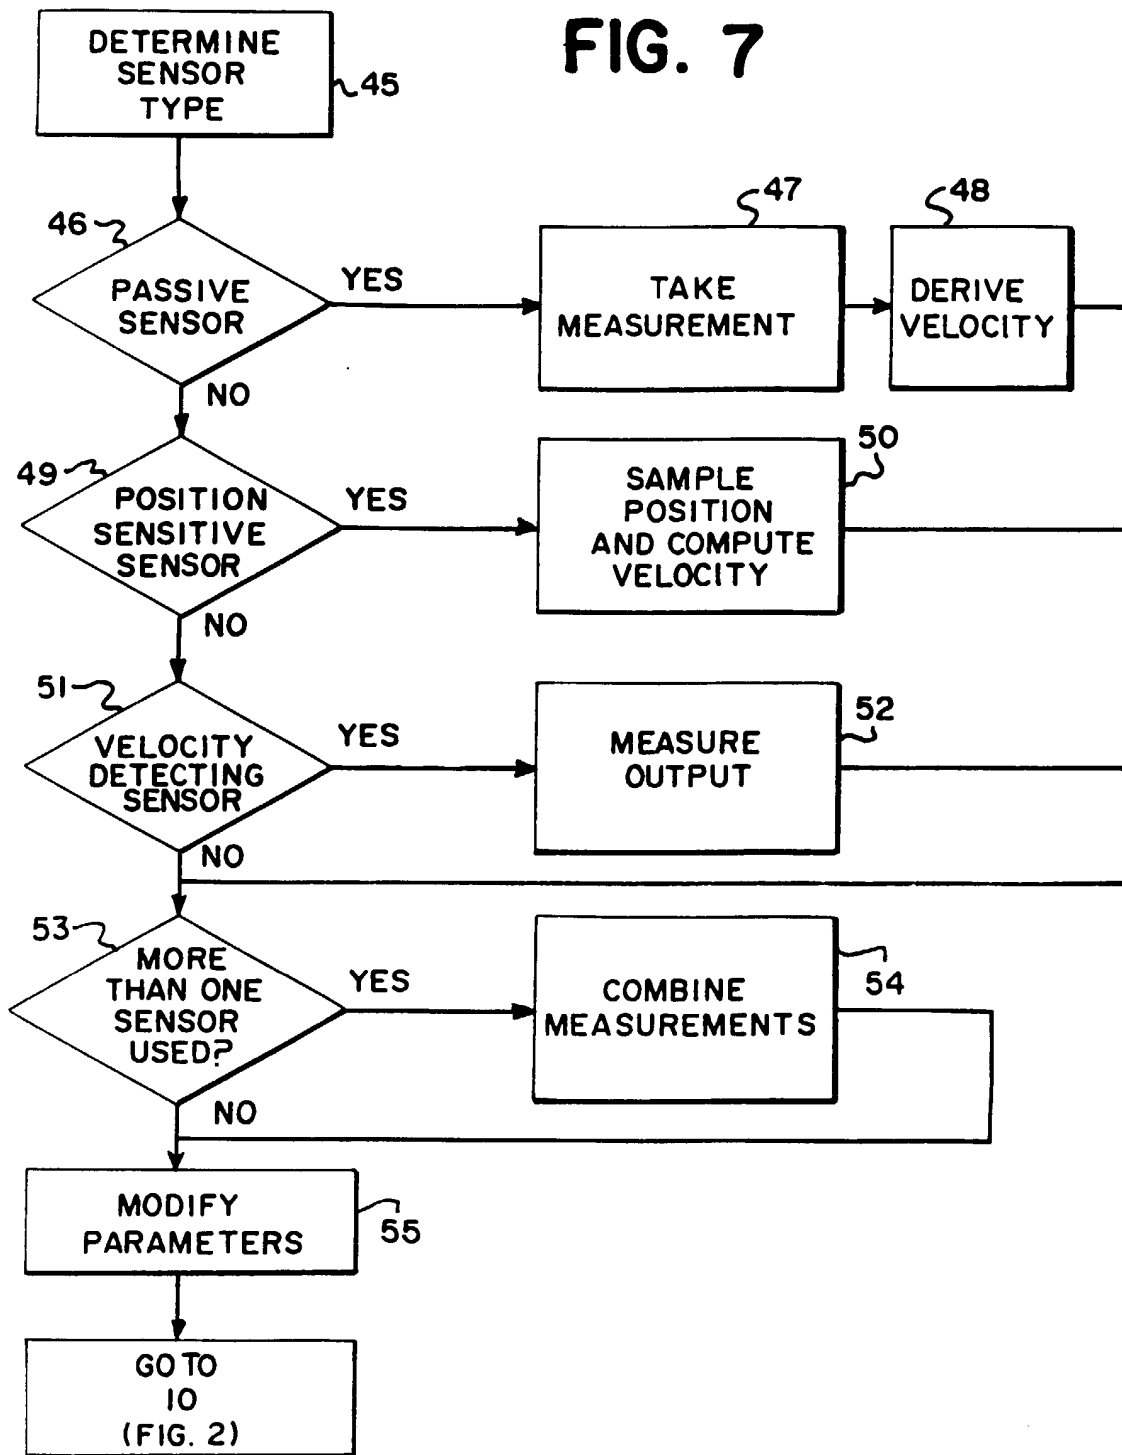 FIG. 7
DETERMINE
SENSOR
TYPE
45
46
PASSIVE
SENSOR
YES
NO
47
TAKE
MEASUREMENT
48
DERIVE
VELOCITY
49
POSITION
SENSITIVE
SENSOR
YES
NO
50
SAMPLE
POSITION
AND COMPUTE
VELOCITY
51
VELOCITY
DETECTING
SENSOR
YES
NO
52
MEASURE
OUTPUT
53
MORE
THAN ONE
SENSOR
USED?
YES
NO
54
COMBINE
MEASUREMENTS
MODIFY
PARAMETERS
55
GO TO
10
(FIG. 2)